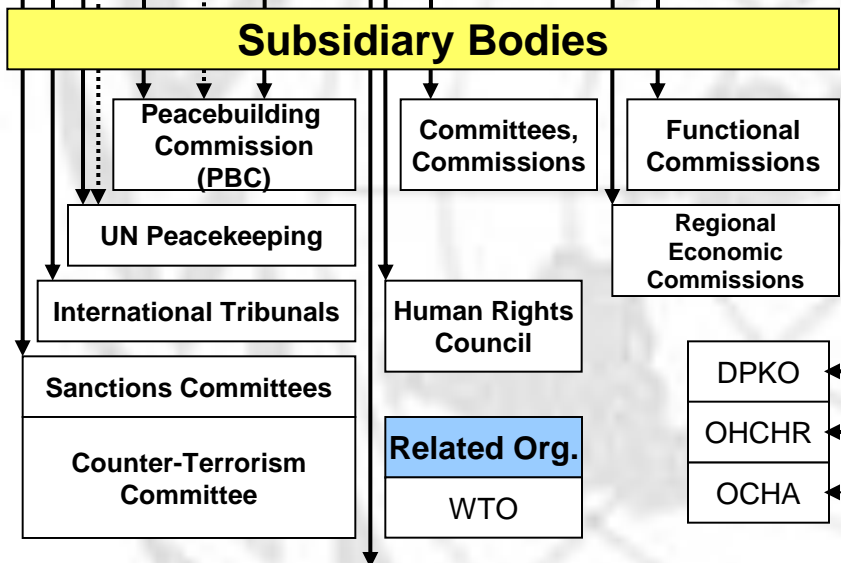 Subsidiary Bodies
Peacebuilding
Commission
(PBC)
Committees,
Commissions
Functional
Commissions
UN Peacekeeping
Regional
Economic
Commissions
International Tribunals
Human Rights
Council
Sanctions Committees
Counter-Terrorism
Committee
Related Org.
WTO
DPKO
OHCHR
OCHA